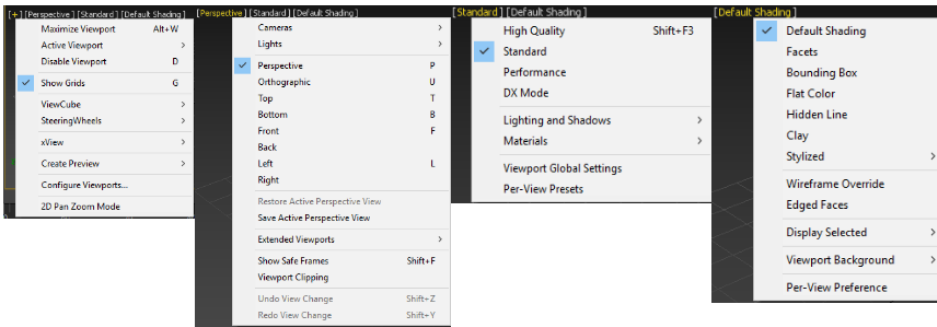 [+] [Perspective] [Standard] [Default Shading]
Maximize Viewport Alt+W
Active Viewport >
Disable Viewport D
Show Grids G
ViewCube >
SteeringWheels >
xView >
Create Preview >
Configure Viewports...
2D Pan Zoom Mode
[Perspective] [Standard] [Default Shading]
Cameras >
Lights >
Perspective P
Orthographic U
Top T
Bottom B
Front F
Back
Left L
Right
Restore Active Perspective View
Save Active Perspective View
Extended Viewports >
Show Safe Frames Shift+F
Viewport Clipping
Undo View Change Shift+Z
Redo View Change Shift+Y
[Standard] [Default Shading]
High Quality Shift+F3
Standard
Performance
DX Mode
Lighting and Shadows >
Materials >
Viewport Global Settings
Per-View Presets
[Default Shading]
Default Shading
Facets
Bounding Box
Flat Color
Hidden Line
Clay
Stylized >
Wireframe Override
Edged Faces
Display Selected >
Viewport Background >
Per-View Preference